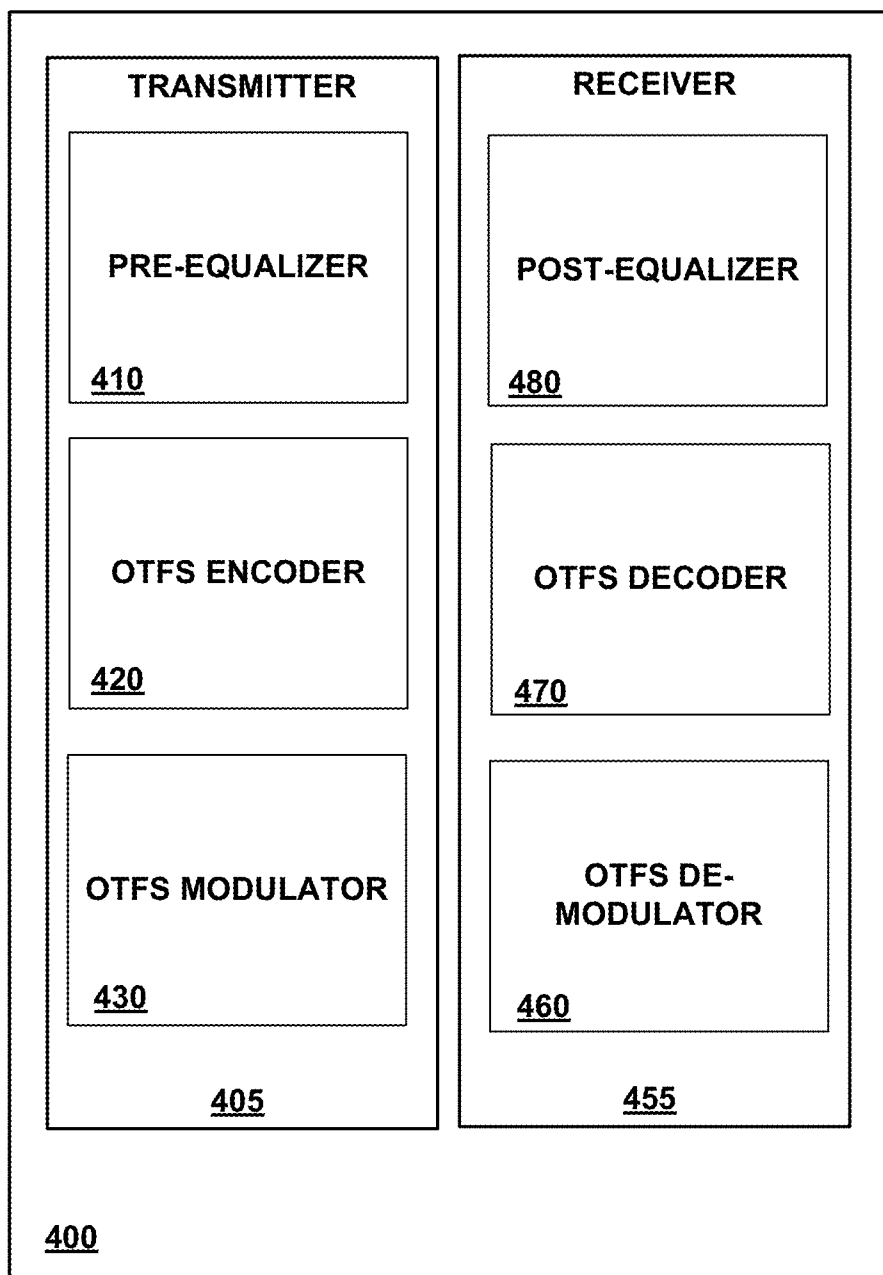 TRANSMITTER
PRE-EQUALIZER
410
OTFS ENCODER
420
OTFS MODULATOR
430
405
RECEIVER
POST-EQUALIZER
480
OTFS DECODER
470
OTFS DE-
MODULATOR
460
455
400